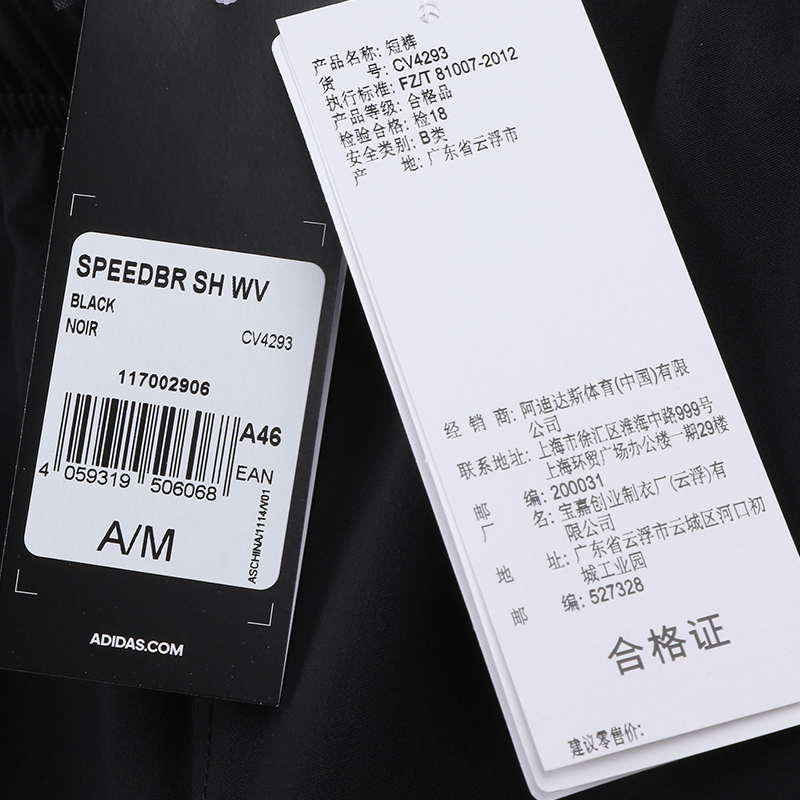 SPEEDBR SH WV
BLACK
NOIR
CV4293
117002906
A46
EAN
4 059319 506068
A/M
ASCHINA/1114/V01
ADIDAS.COM
产品名称: 短裤
货 号: CV4293
执行标准: FZ/T 81007-2012
产品等级: 合格品
检验合格: 检18
安全类别: B类
产 地: 广东省云浮市
经 销 商: 阿迪达斯体育(中国)有限
公司
联系地址: 上海市徐汇区淮海中路999号
上海环贸广场办公楼一期29楼
邮 编: 200031
厂 名: 宝嘉创业制衣厂(云浮)有
限公司
地 址: 广东省云浮市云城区河口初
城工业园
邮 编: 527328
合格证
建议零售价: